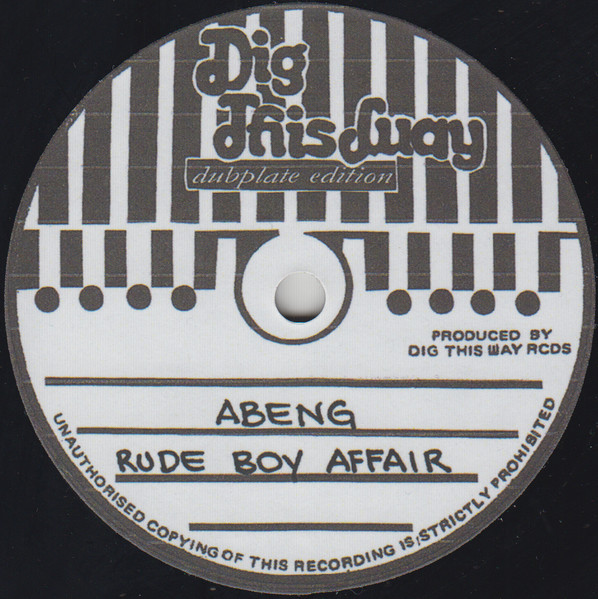 Dig
This Way
dubplate edition
PRODUCED BY
DIG THIS WAY RCDS
ABENG
RUDE BOY AFFAIR
UNAUTHORISED COPYING OF THIS RECORDING IS STRICTLY PROHIBITED